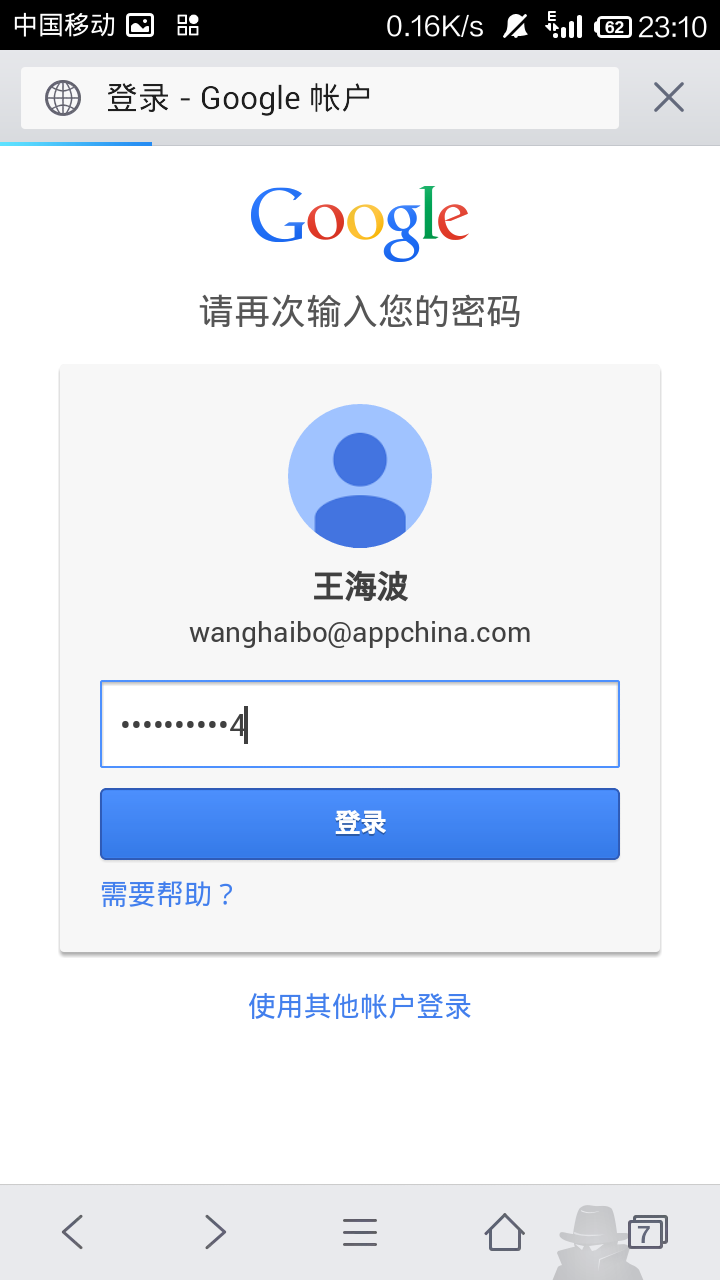 中国移动 0.16K/s E 62 23:10
登录 - Google 帐户
Google
请再次输入您的密码
王海波
wanghaibo@appchina.com
••••••••••4
登录
需要帮助？
使用其他帐户登录
7